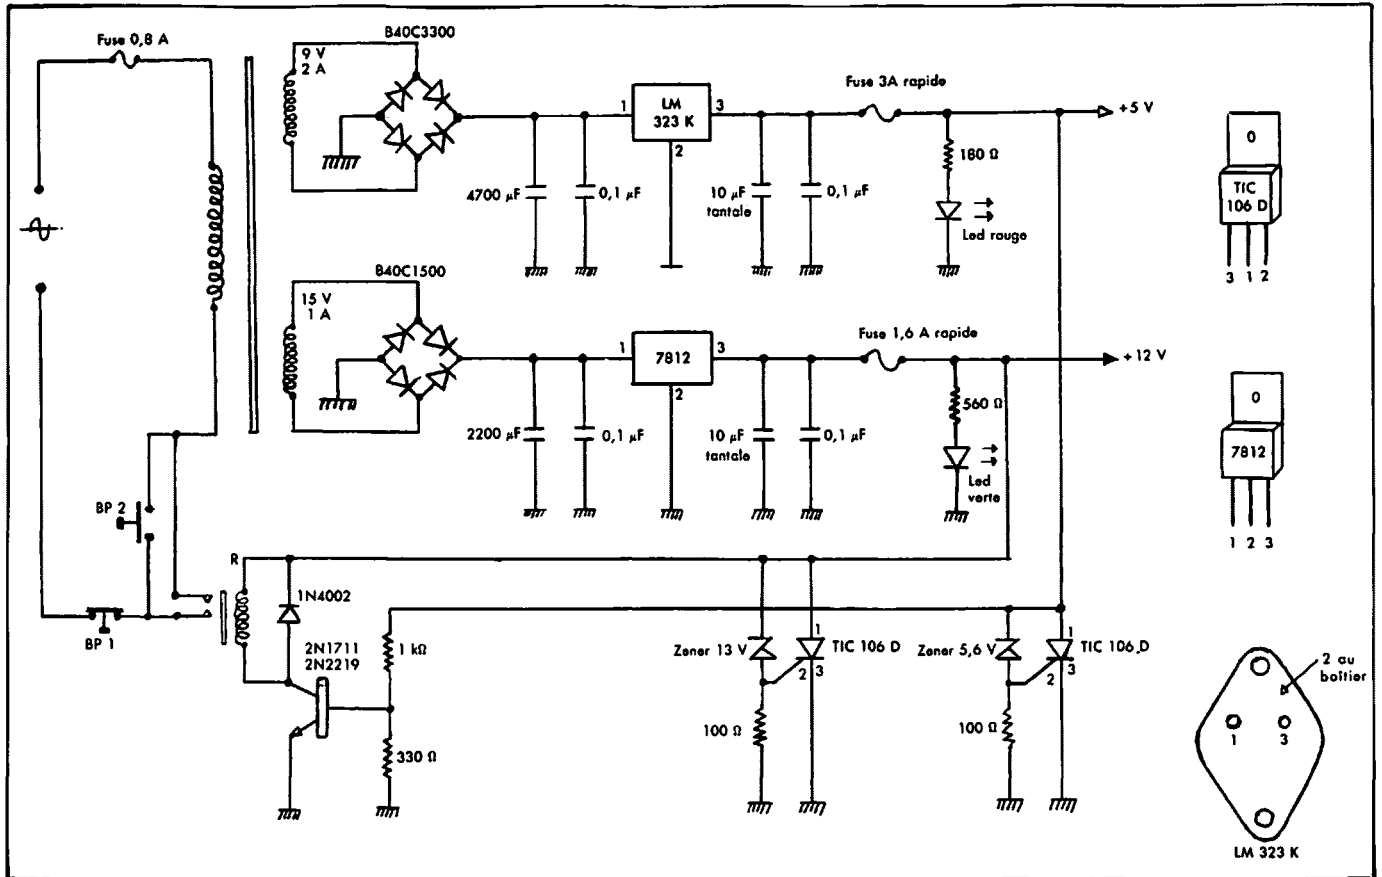 Fuse 0,8 A
B40C3300
9 V
2 A
LM
323 K
1
3
2
Fuse 3A rapide
+5 V
4700 µF
0,1 µF
10 µF
tantale
0,1 µF
180 Ω
Led rouge
0
TIC
106 D
3 1 2
B40C1500
15 V
1 A
7812
1
3
2
Fuse 1,6 A rapide
+12 V
2200 µF
0,1 µF
10 µF
tantale
0,1 µF
560 Ω
Led
verte
0
7812
1 2 3
BP 2
BP 1
R
1N4002
2N1711
2N2219
1 kΩ
330 Ω
Zener 13 V
1
2
3
TIC 106 D
100 Ω
Zener 5,6 V
1
2
3
TIC 106 D
100 Ω
2 au
boîtier
1
3
LM 323 K